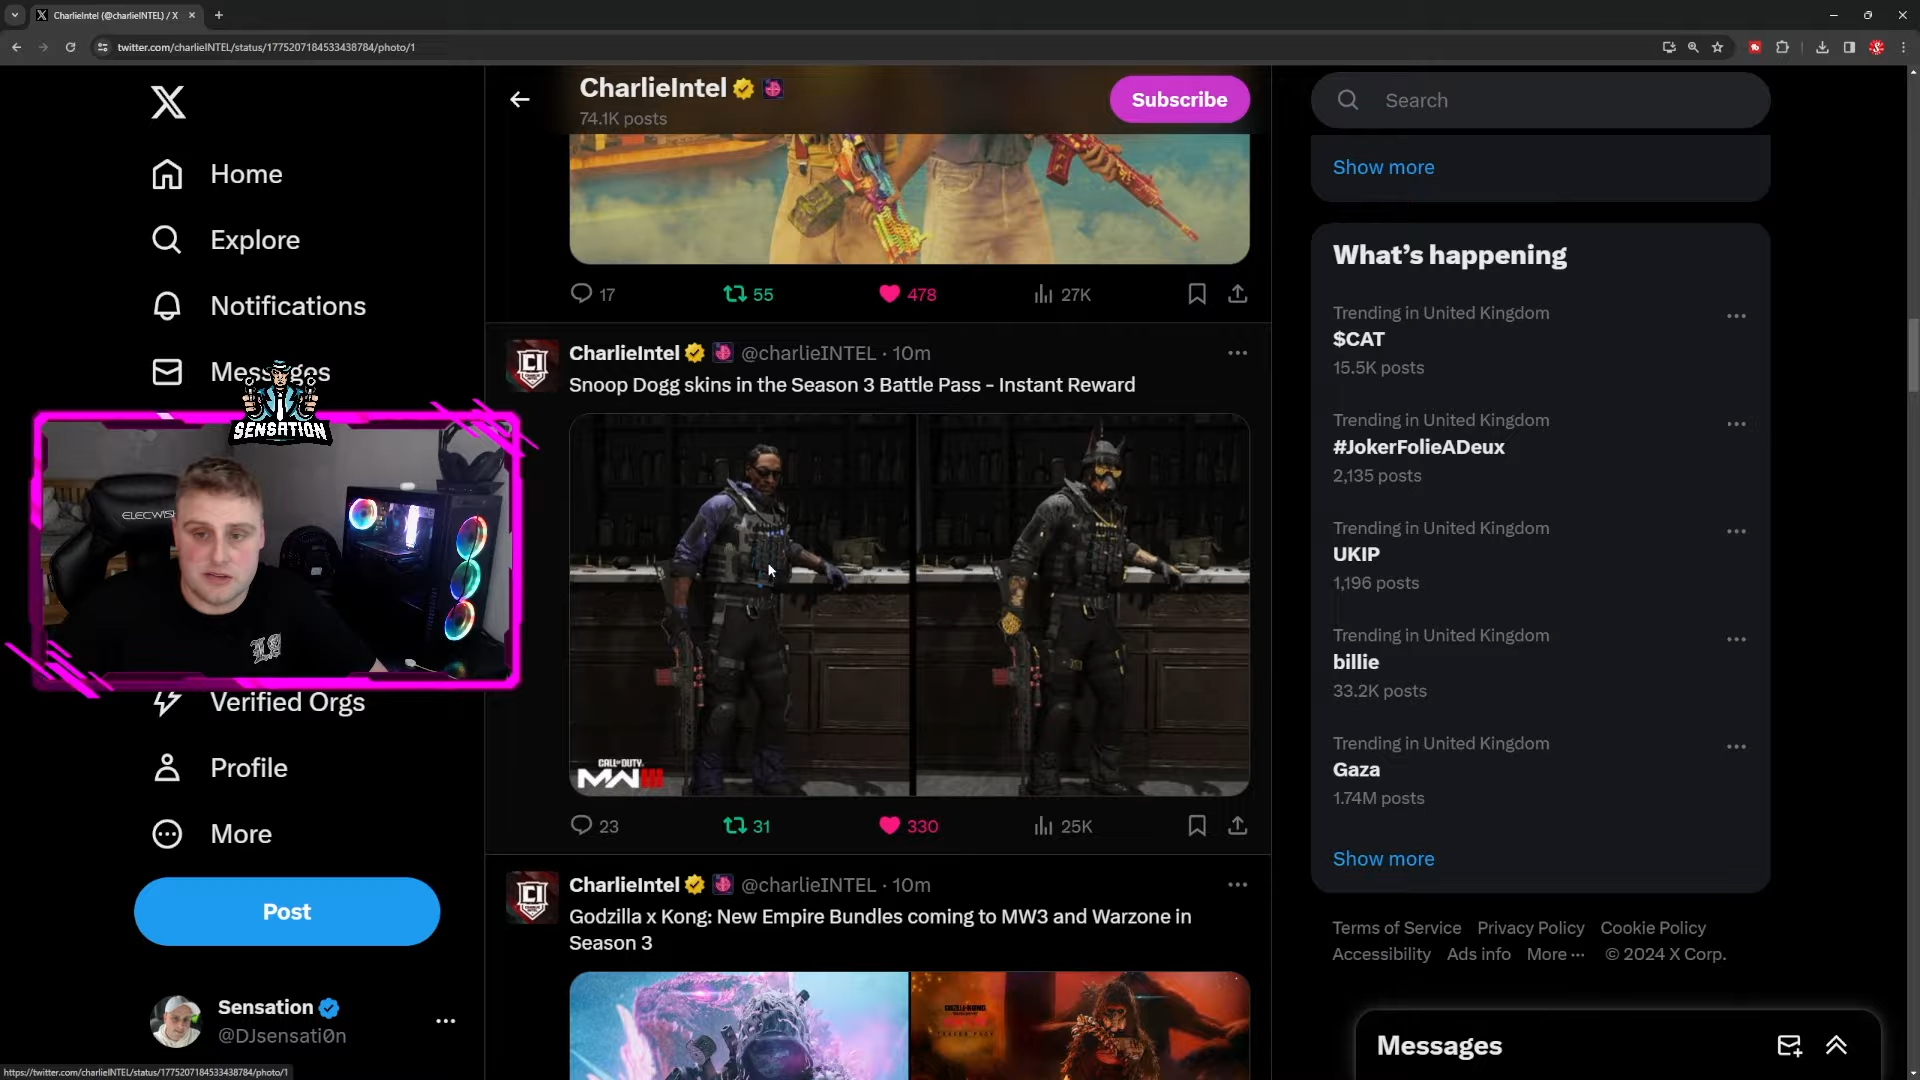 CharlieIntel (@charlieINTEL) / X
twitter.com/charlieINTEL/status/1775207184533438784/photo/1
CharlieIntel
74.1K posts
Subscribe
Search
Home
Explore
Notifications
Messages
Verified Orgs
Profile
More
Post
Sensation
@DJsensati0n
SENSATION
ELECWISH
17
55
478
27K
CharlieIntel @charlieINTEL · 10m
Snoop Dogg skins in the Season 3 Battle Pass - Instant Reward
CI
CALL OF DUTY
MWIII
23
31
330
25K
CharlieIntel @charlieINTEL · 10m
Godzilla x Kong: New Empire Bundles coming to MW3 and Warzone in
Season 3
CI
Show more
What's happening
Trending in United Kingdom
$CAT
15.5K posts
Trending in United Kingdom
#JokerFolieADeux
2,135 posts
Trending in United Kingdom
UKIP
1,196 posts
Trending in United Kingdom
billie
33.2K posts
Trending in United Kingdom
Gaza
1.74M posts
Show more
Terms of Service Privacy Policy Cookie Policy
Accessibility Ads info More ··· © 2024 X Corp.
Messages
https://twitter.com/charlieINTEL/status/1775207184533438784/photo/1